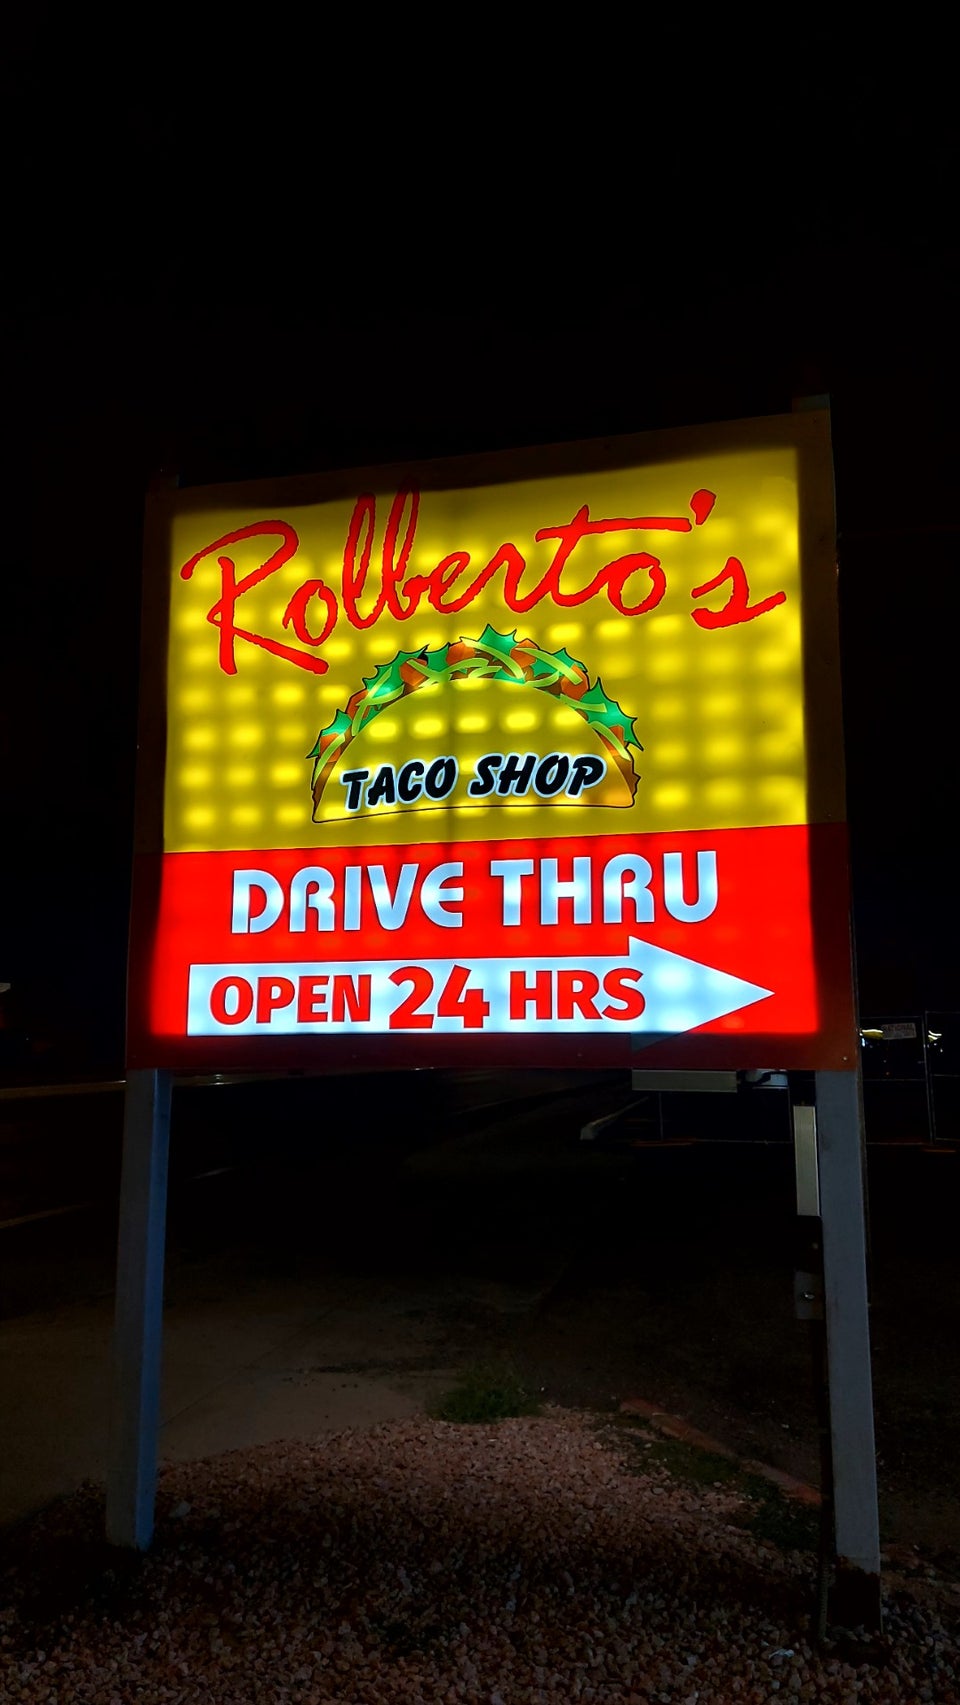 Rolberto's
TACO SHOP
DRIVE THRU
OPEN 24 HRS